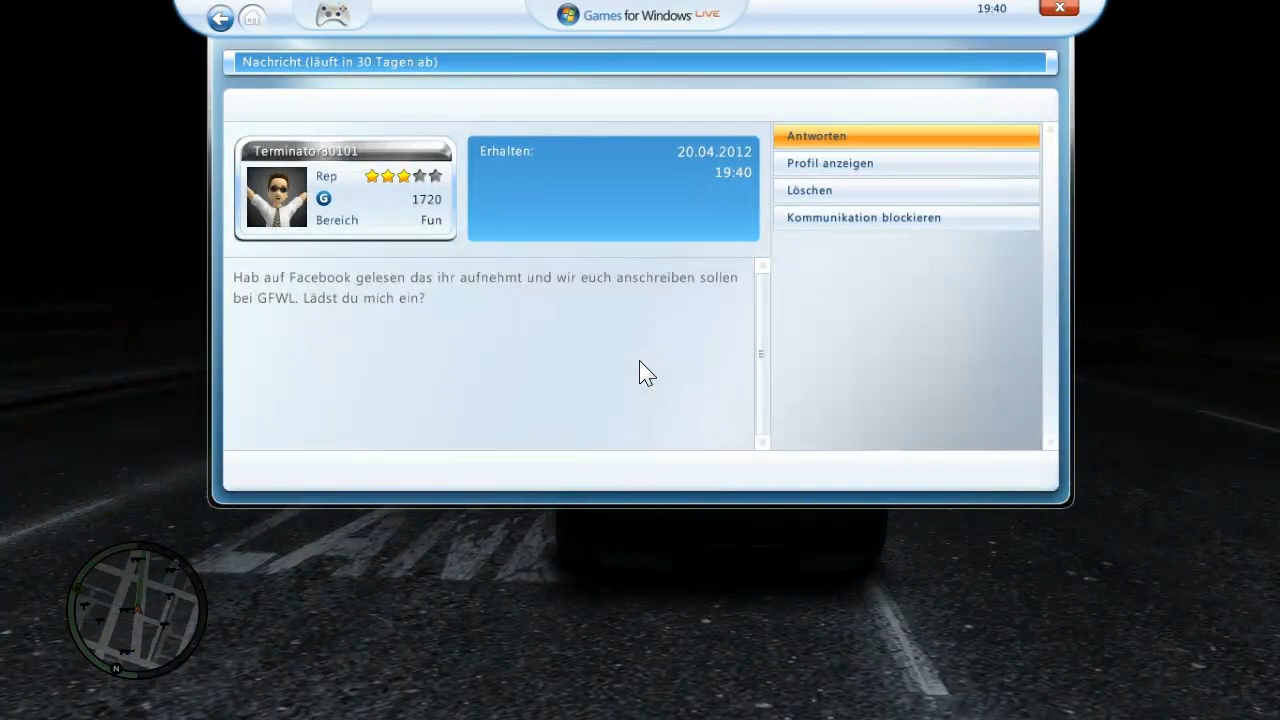 Games for Windows LIVE
19:40
X
Nachricht (läuft in 30 Tagen ab)
Terminator30101
Rep
G
1720
Bereich
Fun
Erhalten:
20.04.2012
19:40
Antworten
Profil anzeigen
Löschen
Kommunikation blockieren
Hab auf Facebook gelesen das ihr aufnehmt und wir euch anschreiben sollen
bei GFWL. Lädst du mich ein?
LANE
N